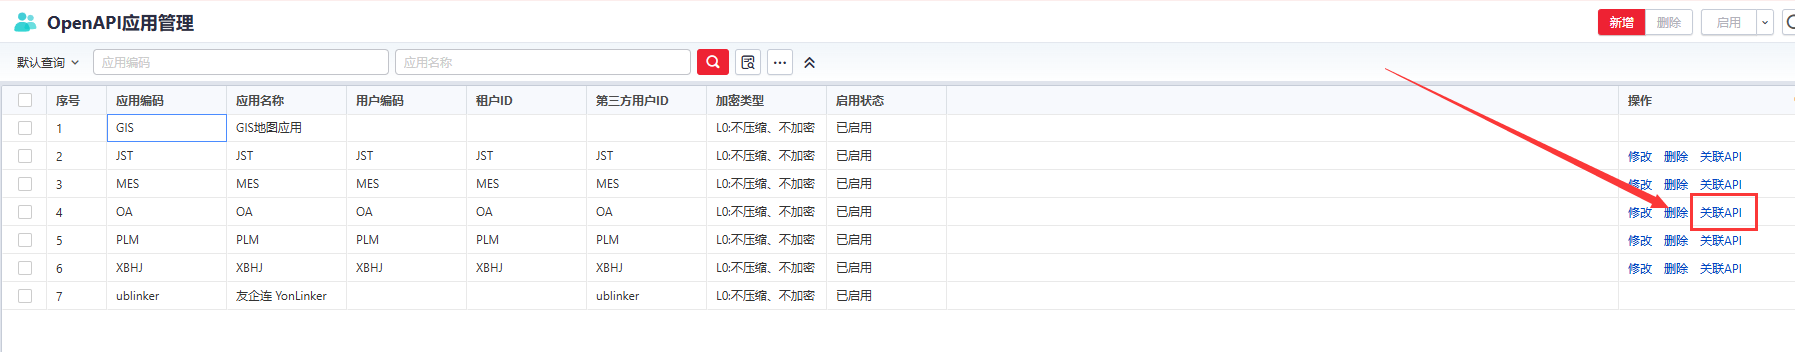 OpenAPI应用管理
新增 删除 启用
默认查询 应用编码 应用名称
序号 应用编码 应用名称 用户编码 租户ID 第三方用户ID 加密类型 启用状态 操作
1 GIS GIS地图应用 L0:不压缩、不加密 已启用
2 JST JST JST JST JST L0:不压缩、不加密 已启用 修改 删除 关联API
3 MES MES MES MES MES L0:不压缩、不加密 已启用 修改 删除 关联API
4 OA OA OA OA OA L0:不压缩、不加密 已启用 修改 删除 关联API
5 PLM PLM PLM PLM PLM L0:不压缩、不加密 已启用 修改 删除 关联API
6 XBHJ XBHJ XBHJ XBHJ XBHJ L0:不压缩、不加密 已启用 修改 删除 关联API
7 ublinker 友企连 YonLinker ublinker L0:不压缩、不加密 已启用